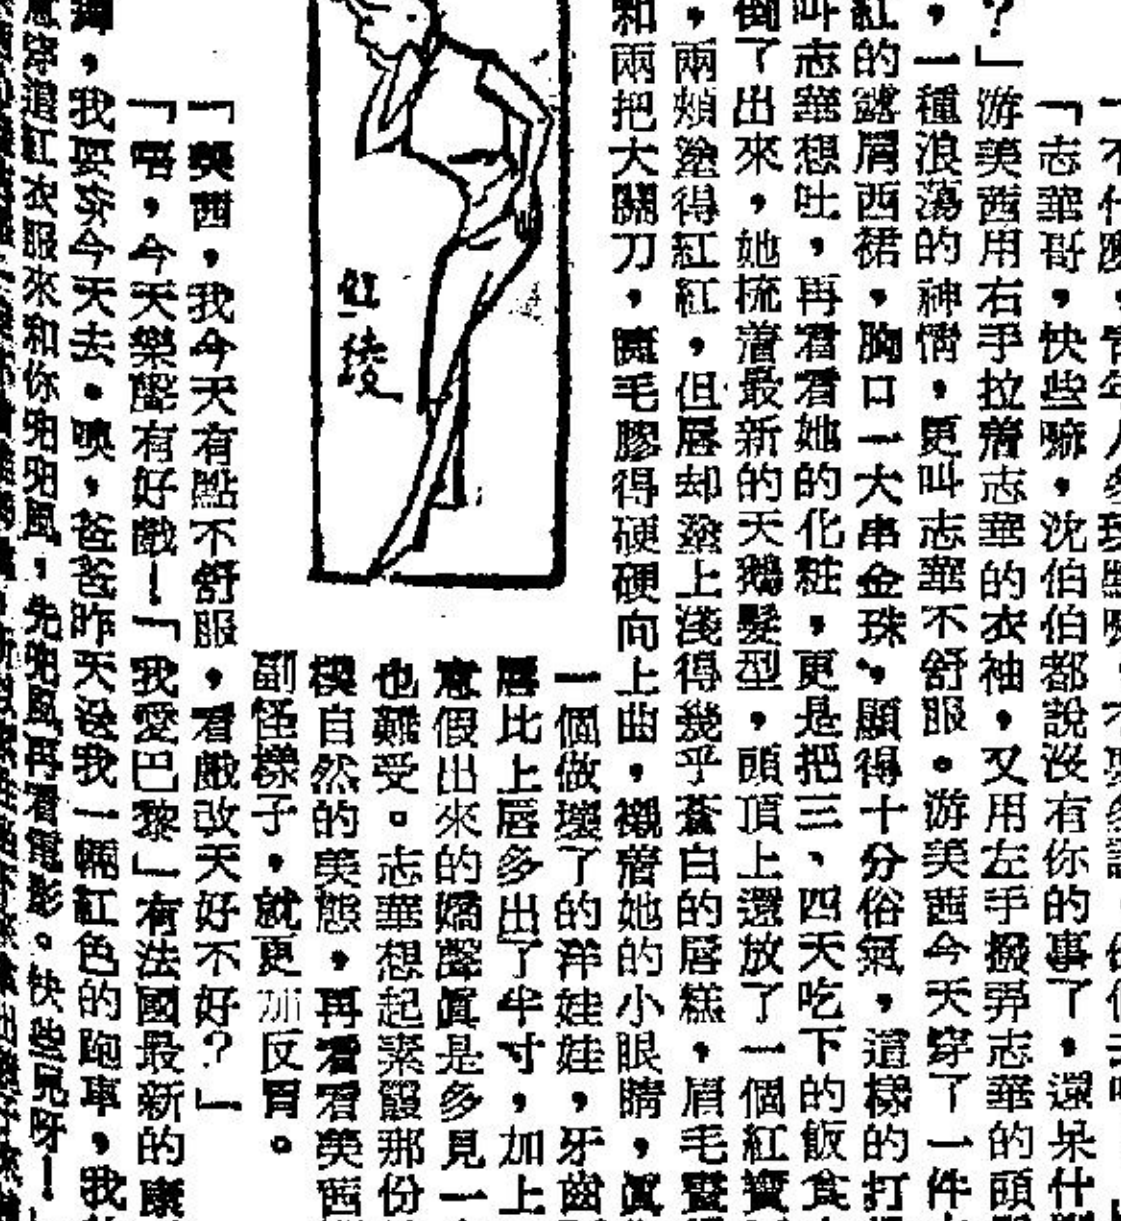 「志華哥，快些嘛，沈伯伯都說沒有你的事了，還呆什
？」游美茜用右手拉着志華的衣袖，又用左手撥弄志華的頭
，一種浪蕩的神情，更叫志華不舒服。游美茜今天穿了一件
紅的露肩西裙，胸口一大串金珠，顯得十分俗氣，這樣的打
叫志華想吐，再看看她的化粧，更是把三、四天吃下的飯食
倒了出來，她梳着最新的天鵝髮型，頭頂上還放了一個紅寶
，兩頰塗得紅紅，但唇却塗上淺得幾乎蒼白的唇糕，眉毛畫
和兩把大關刀，睫毛膠得硬硬向上曲，襯着她的小眼睛，眞
一個做壞了的洋娃娃，牙齒
唇比上唇多出了半寸，加上
意假出來的嬌聲眞是多見一
也難受。志華想起素霞那份
樸自然的美態，再看看美茜
副怪樣子，就更加反胃。
紅綾
「美茜，我今天有點不舒服，看戲改天好不好？」
「唔，今天樂聲有好戲！「我愛巴黎」有法國最新的
舞，我要你今天去。噢，爸爸昨天送我一輛紅色的跑車，我
意穿這紅衣服來和你兜兜風，先兜風再看電影。快些見呀！